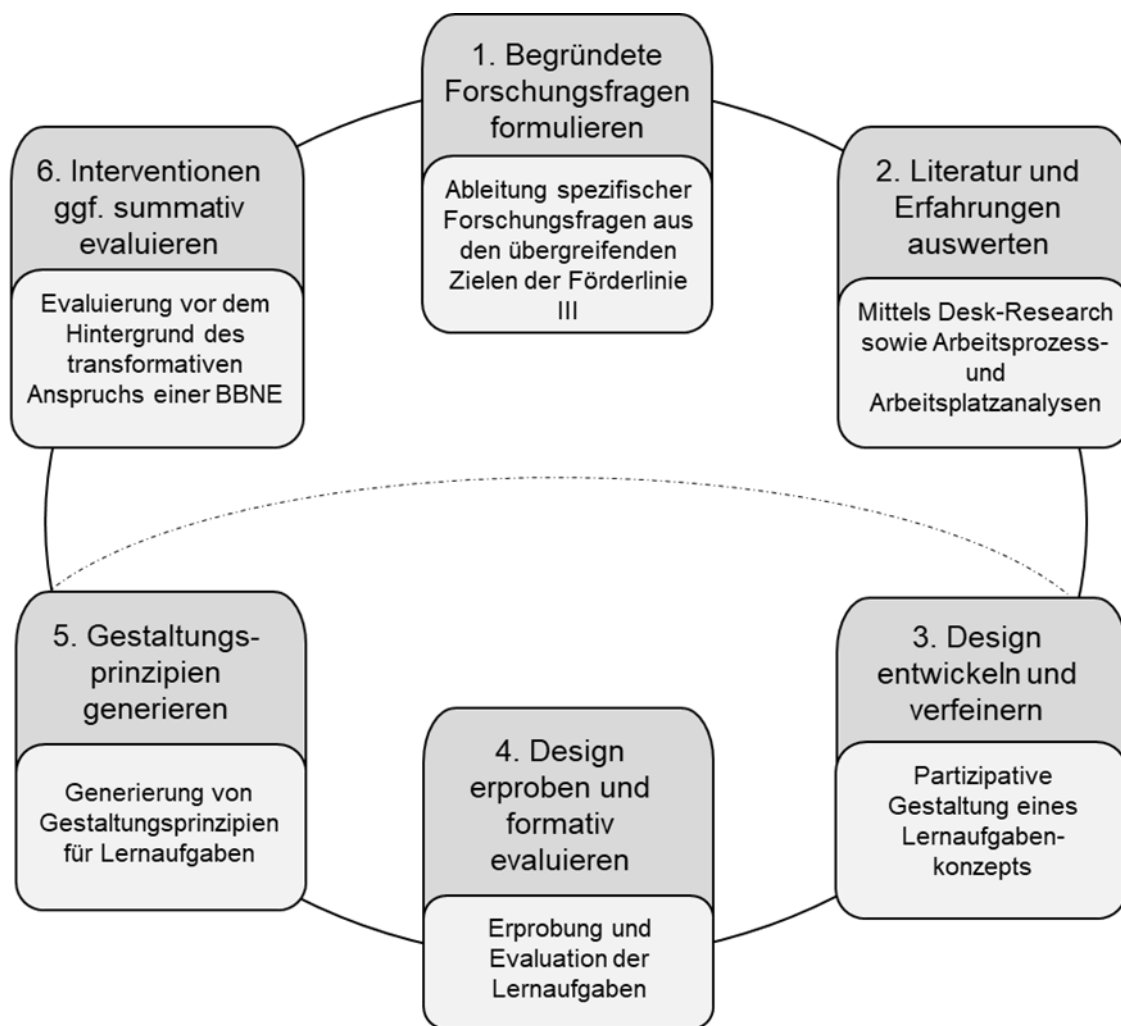 1. Begründete
Forschungsfragen
formulieren
Ableitung spezifischer
Forschungsfragen aus
den übergreifenden
Zielen der Förderlinie
III
2. Literatur und
Erfahrungen
auswerten
Mittels Desk-Research
sowie Arbeitsprozess-
und
Arbeitsplatzanalysen
3. Design
entwickeln und
verfeinern
Partizipative
Gestaltung eines
Lernaufgaben-
konzepts
4. Design
erproben und
formativ
evaluieren
Erprobung und
Evaluation der
Lernaufgaben
5. Gestaltungs-
prinzipien
generieren
Generierung von
Gestaltungsprinzipien
für Lernaufgaben
6. Interventionen
ggf. summativ
evaluieren
Evaluierung vor dem
Hintergrund des
transformativen
Anspruchs einer BBNE